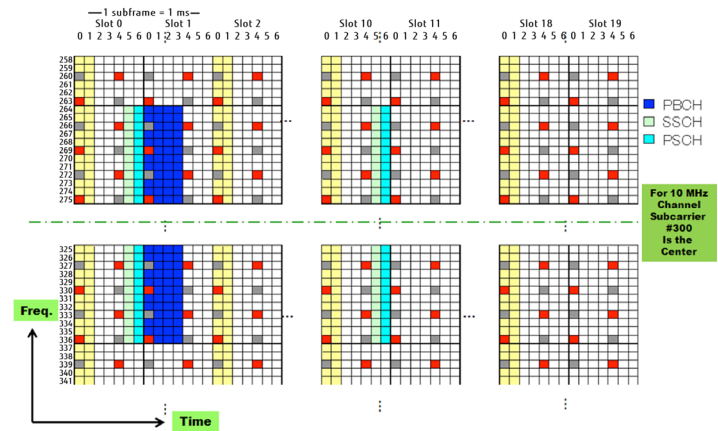 1 subframe = 1 ms
Slot 0 Slot 1 Slot 2 Slot 10 Slot 11 Slot 18 Slot 19
0 1 2 3 4 5 6 0 1 2 3 4 5 6 0 1 2 3 4 5 6 0 1 2 3 4 5 6 0 1 2 3 4 5 6 0 1 2 3 4 5 6 0 1 2 3 4 5 6
258
259
260
261
262
263
264
265
266
267
268
269
270
271
272
273
274
275
PBCH
SSCH
PSCH
For 10 MHz
Channel
Subcarrier
#300
Is the
Center
325
326
327
328
329
330
331
332
333
334
335
336
337
338
339
340
341
Freq.
Time